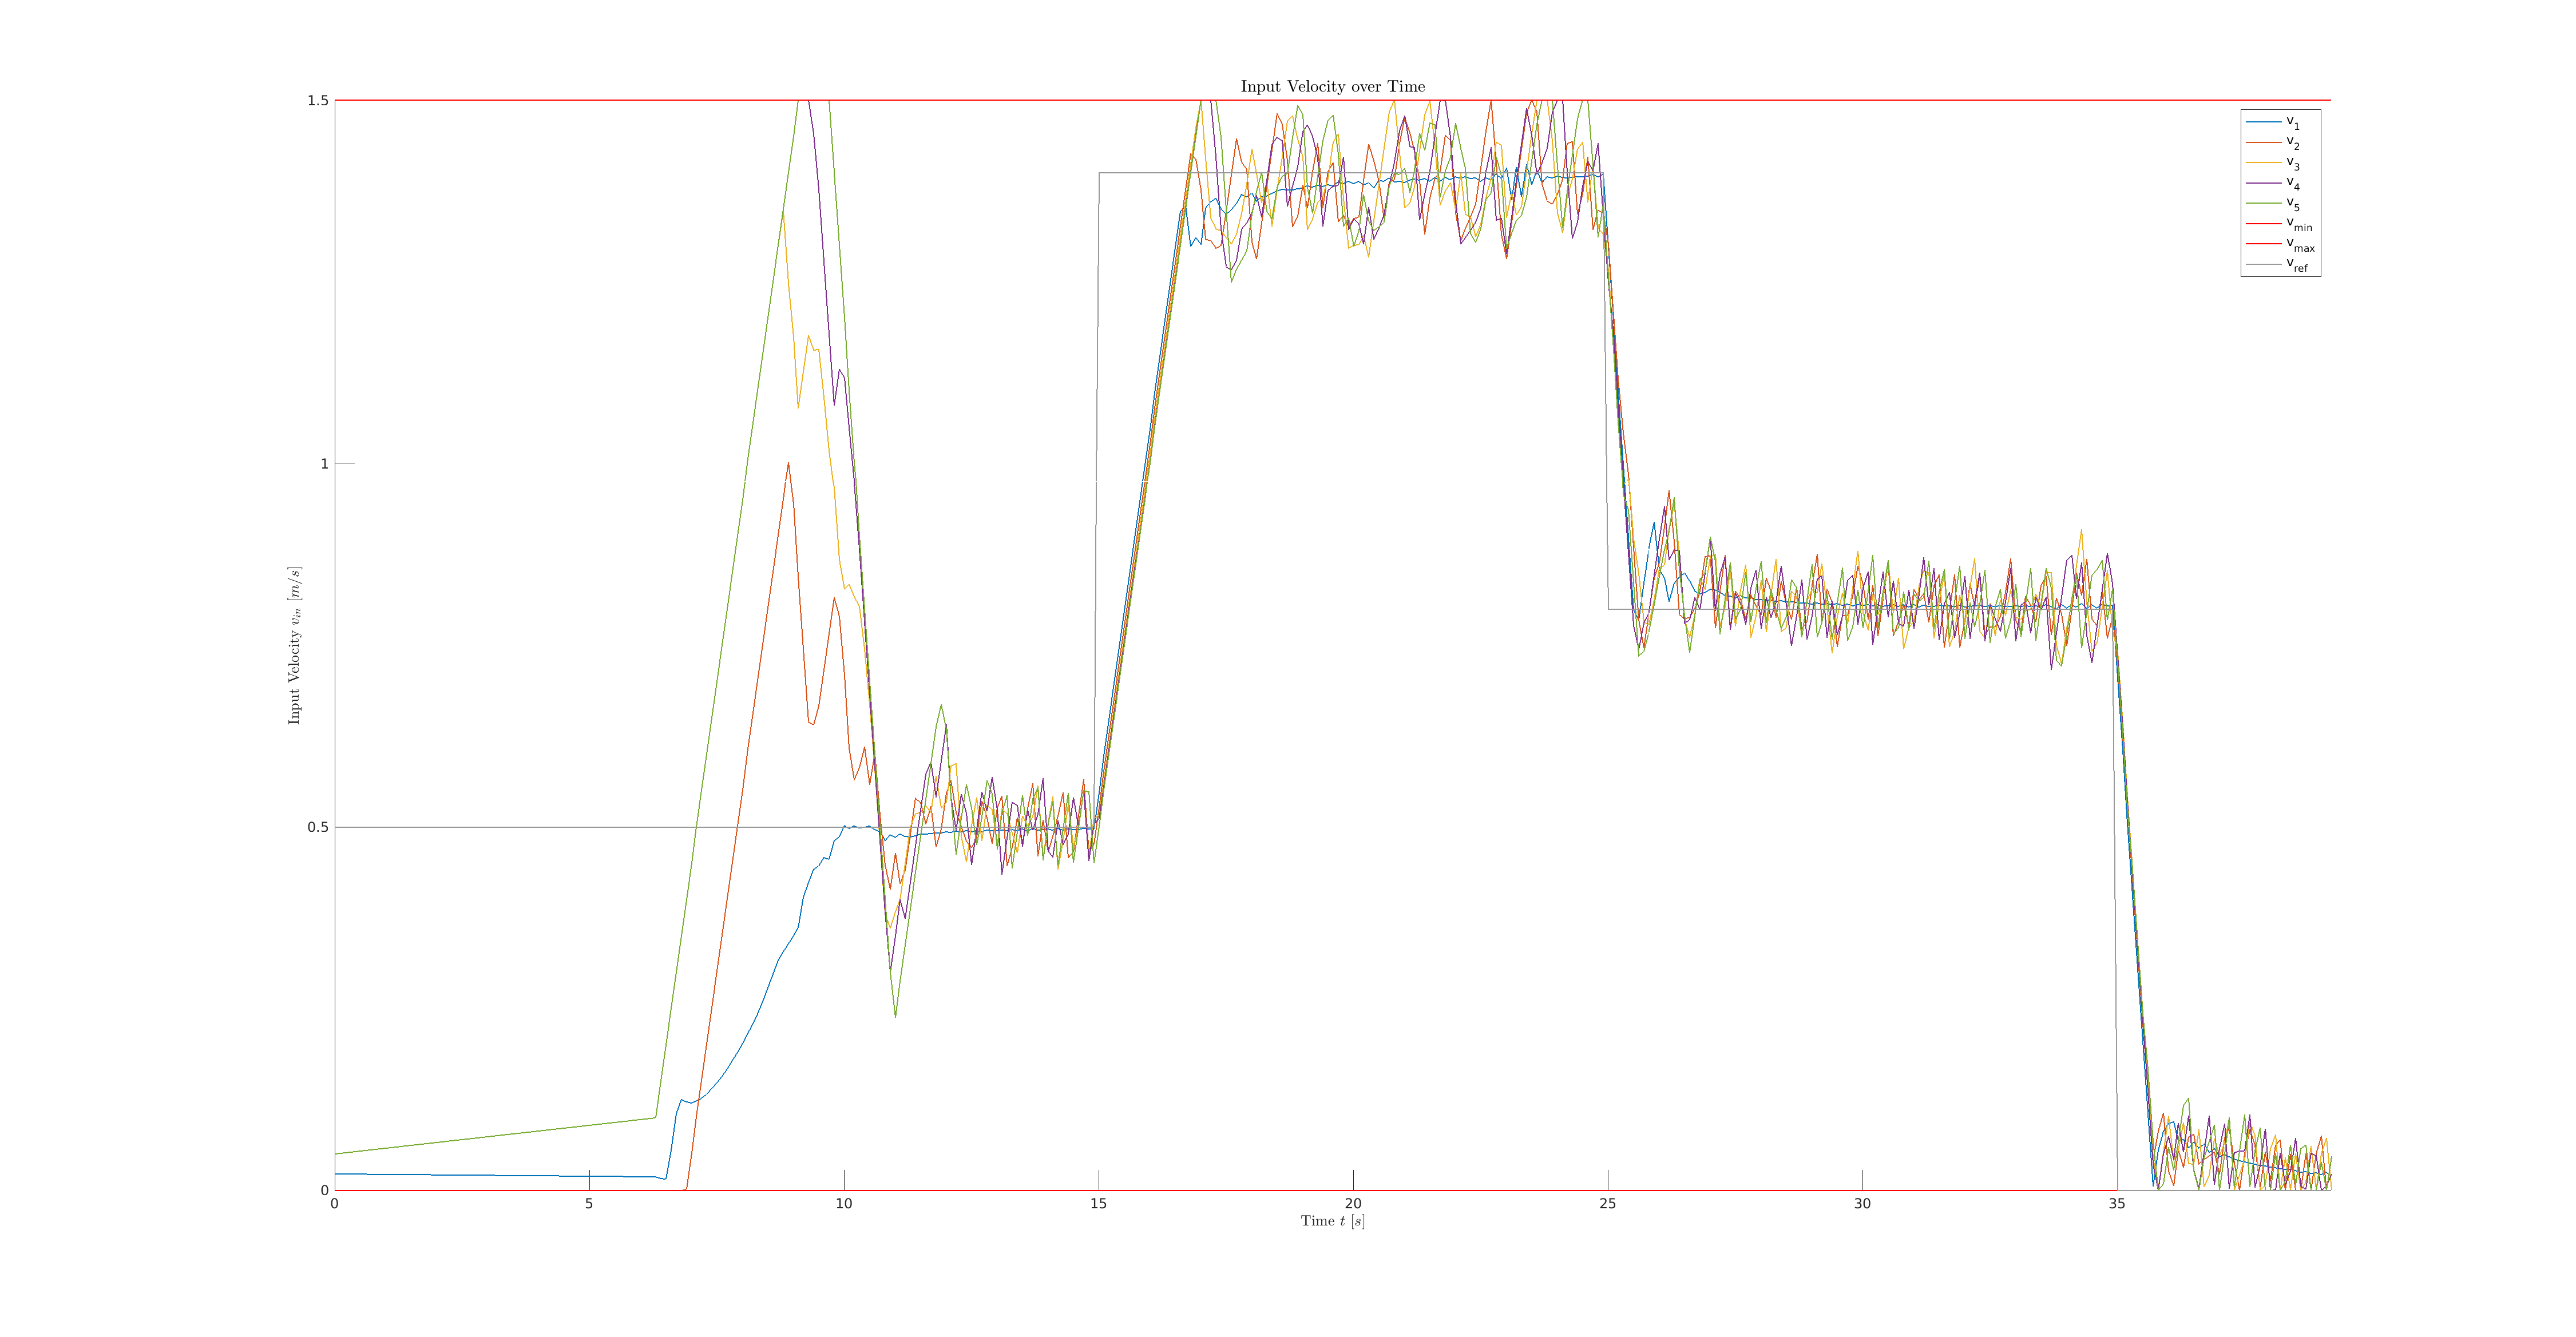 Input Velocity over Time
1.5
1
0.5
0
Input Velocity v_in [m/s]
0 5 10 15 20 25 30 35
Time t [s]
v_1
v_2
v_3
v_4
v_5
v_min
v_max
v_ref